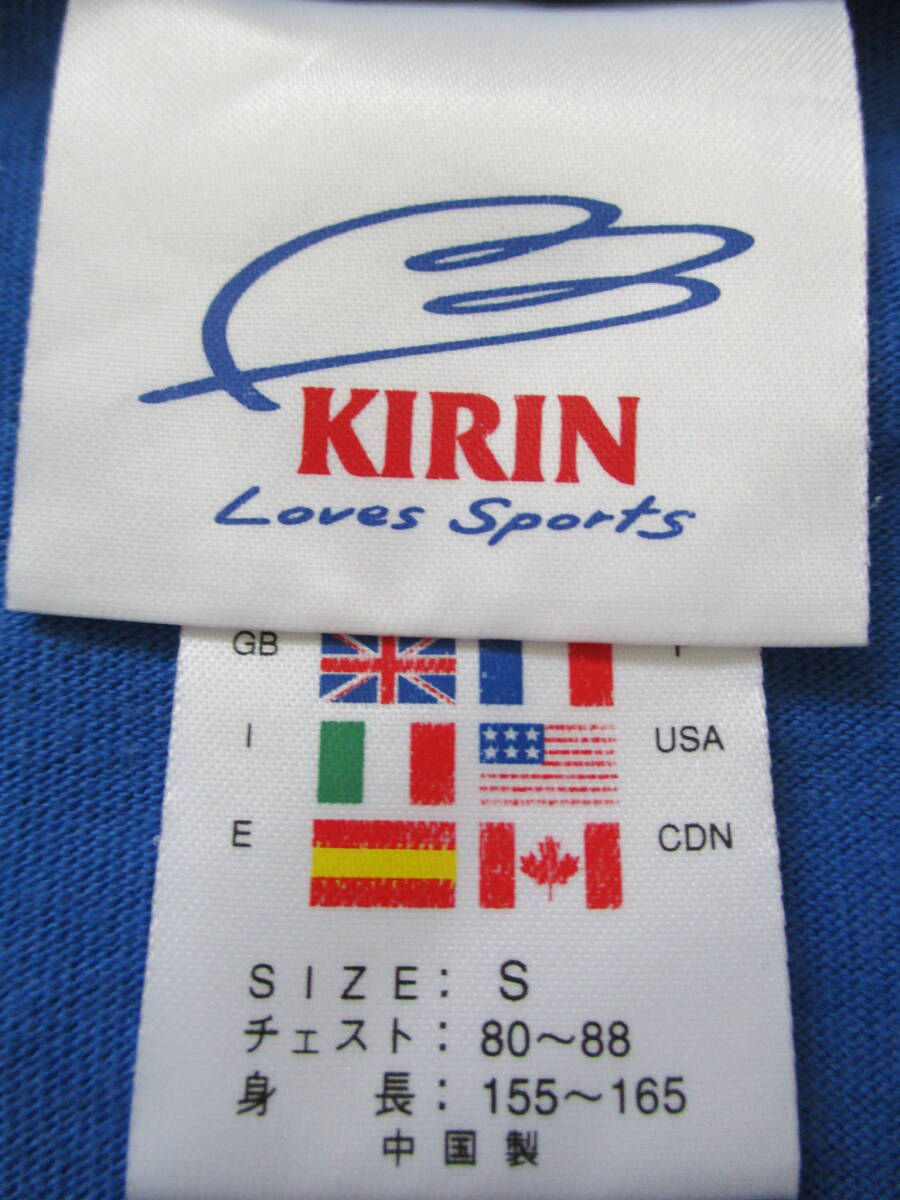 KIRIN
Loves Sports
GB
I USA
E CDN
SIZE: S
チェスト: 80～88
身 長: 155～165
中国製